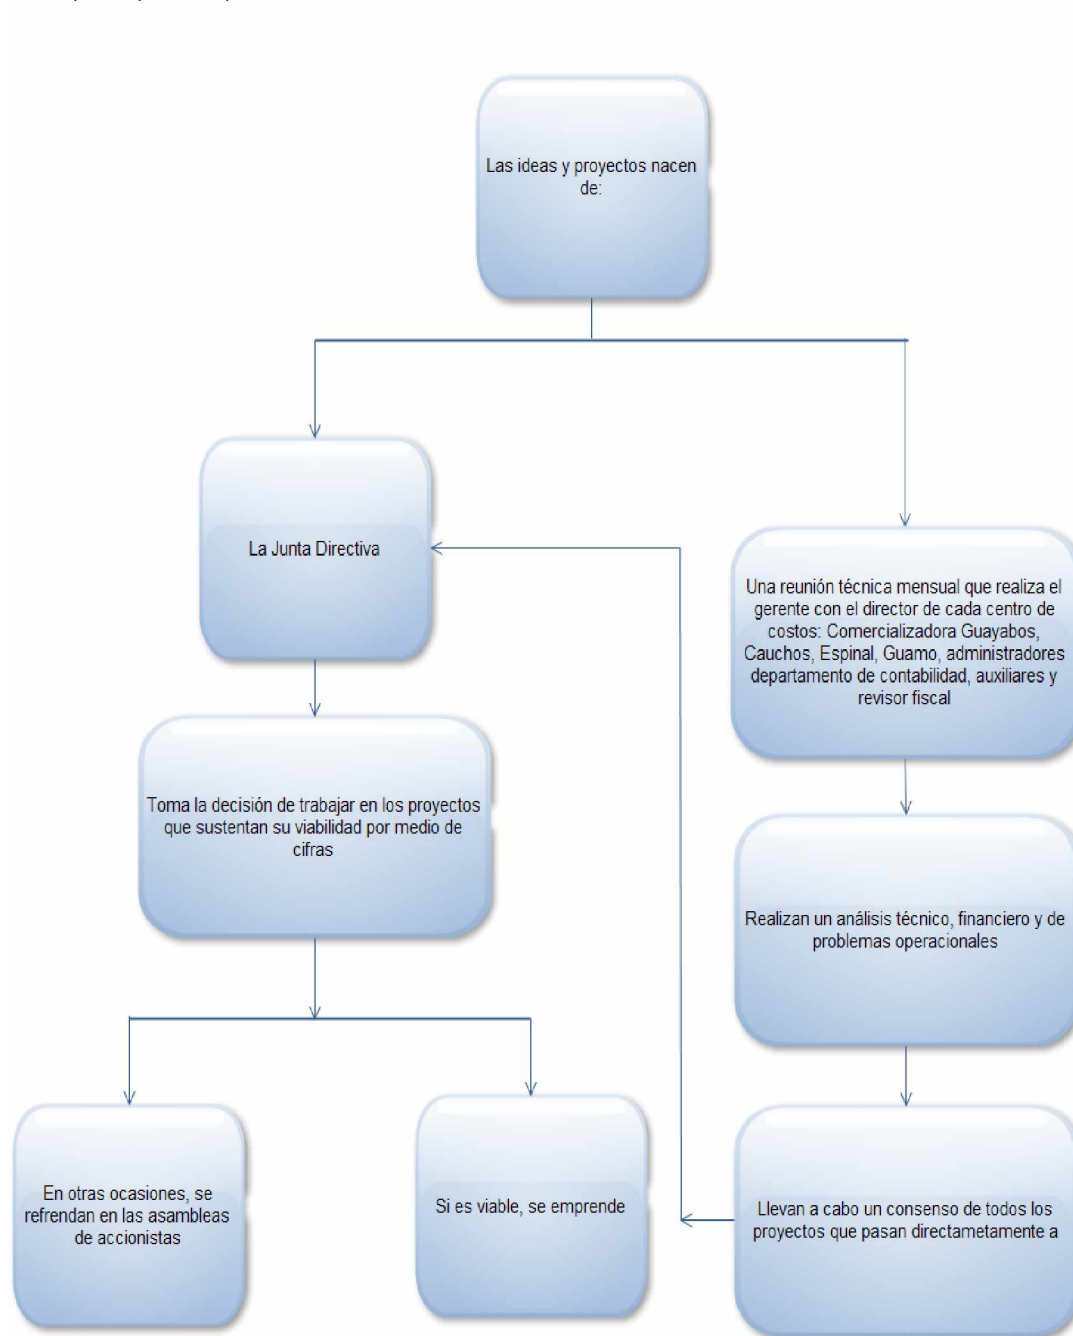 Las ideas y proyectos nacen
de:
La Junta Directiva
Una reunión técnica mensual que realiza el
gerente con el director de cada centro de
costos: Comercializadora Guayabos,
Cauchos, Espinal, Guamo, administradores
departamento de contabilidad, auxiliares y
revisor fiscal
Toma la decisión de trabajar en los proyectos
que sustentan su viabilidad por medio de
cifras
Realizan un análisis técnico, financiero y de
problemas operacionales
En otras ocasiones, se
refrendan en las asambleas
de accionistas
Si es viable, se emprende
Llevan a cabo un consenso de todos los
proyectos que pasan directametamente a